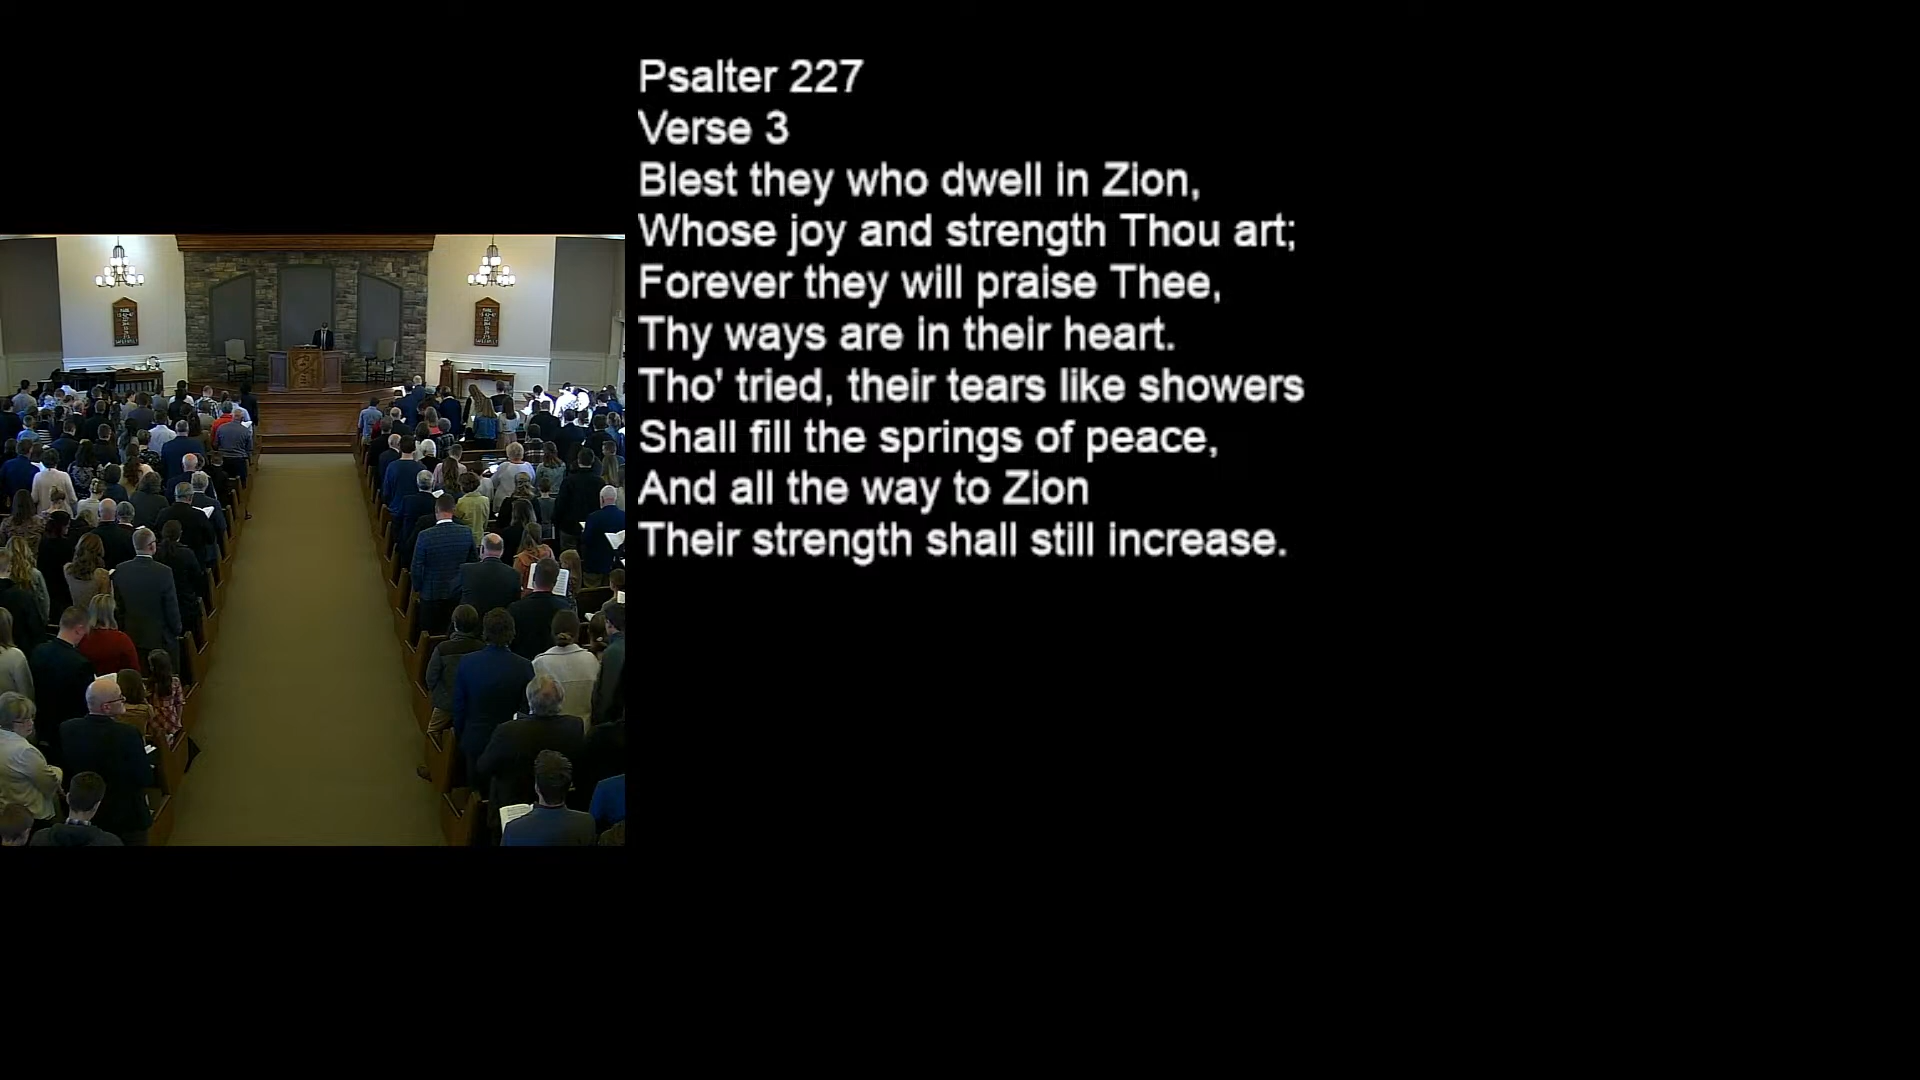 Psalter 227
Verse 3
Blest they who dwell in Zion,
Whose joy and strength Thou art;
Forever they will praise Thee,
Thy ways are in their heart.
Tho' tried, their tears like showers
Shall fill the springs of peace,
And all the way to Zion
Their strength shall still increase.